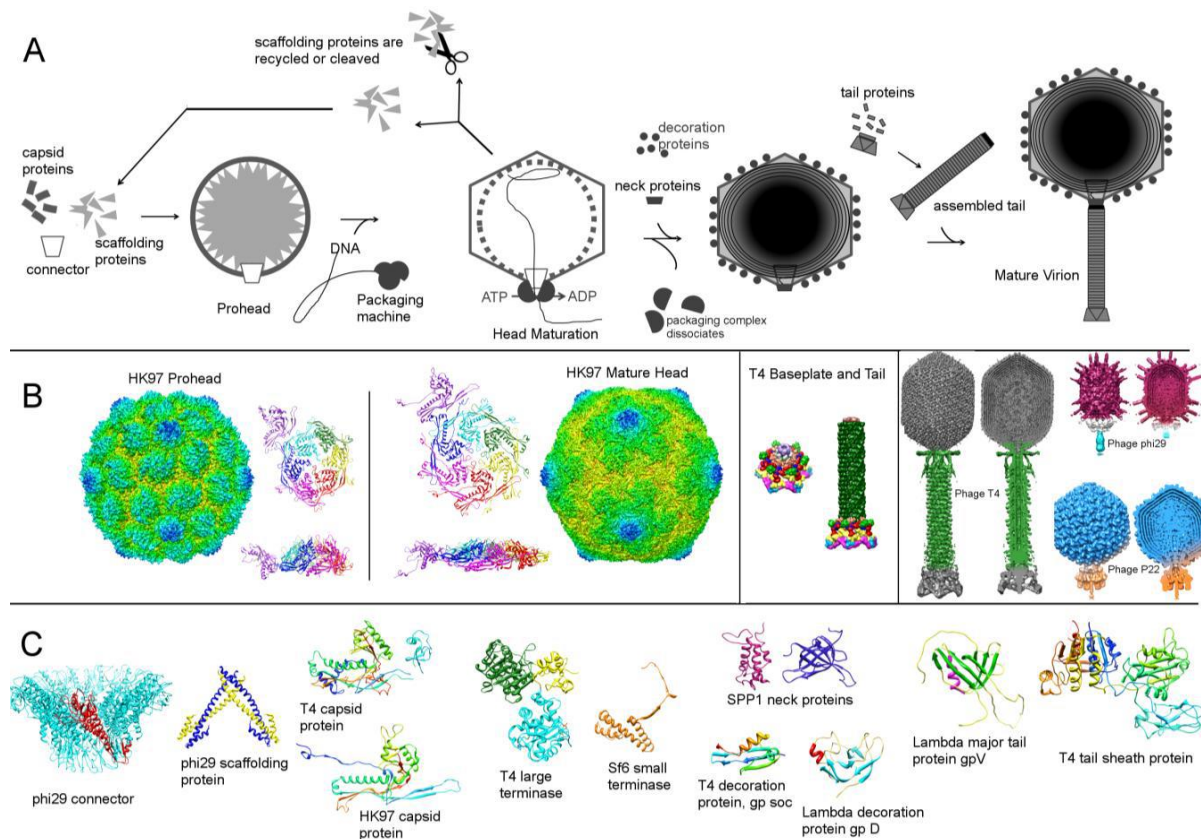 A
scaffolding proteins are
recycled or cleaved
capsid
proteins
connector
scaffolding
proteins
Prohead
DNA
Packaging
machine
ATP
ADP
Head Maturation
decoration
proteins
neck proteins
packaging complex
dissociates
tail proteins
assembled tail
Mature Virion
B
HK97 Prohead
HK97 Mature Head
T4 Baseplate and Tail
Phage T4
Phage phi29
Phage P22
C
phi29 connector
phi29 scaffolding
protein
T4 capsid
protein
HK97 capsid
protein
T4 large
terminase
Sf6 small
terminase
SPP1 neck proteins
T4 decoration
protein, gp soc
Lambda decoration
protein gp D
Lambda major tail
protein gpV
T4 tail sheath protein